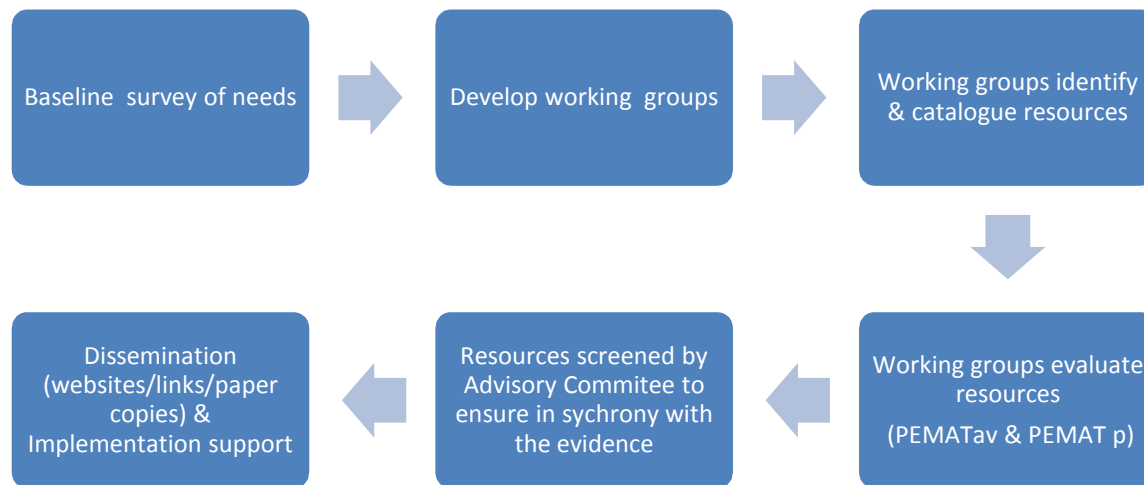 Baseline survey of needs
Develop working groups
Working groups identify
& catalogue resources
Working groups evaluate
resources
(PEMATav & PEMAT p)
Resources screened by
Advisory Commitee to
ensure in sychrony with
the evidence
Dissemination
(websites/links/paper
copies) &
Implementation support